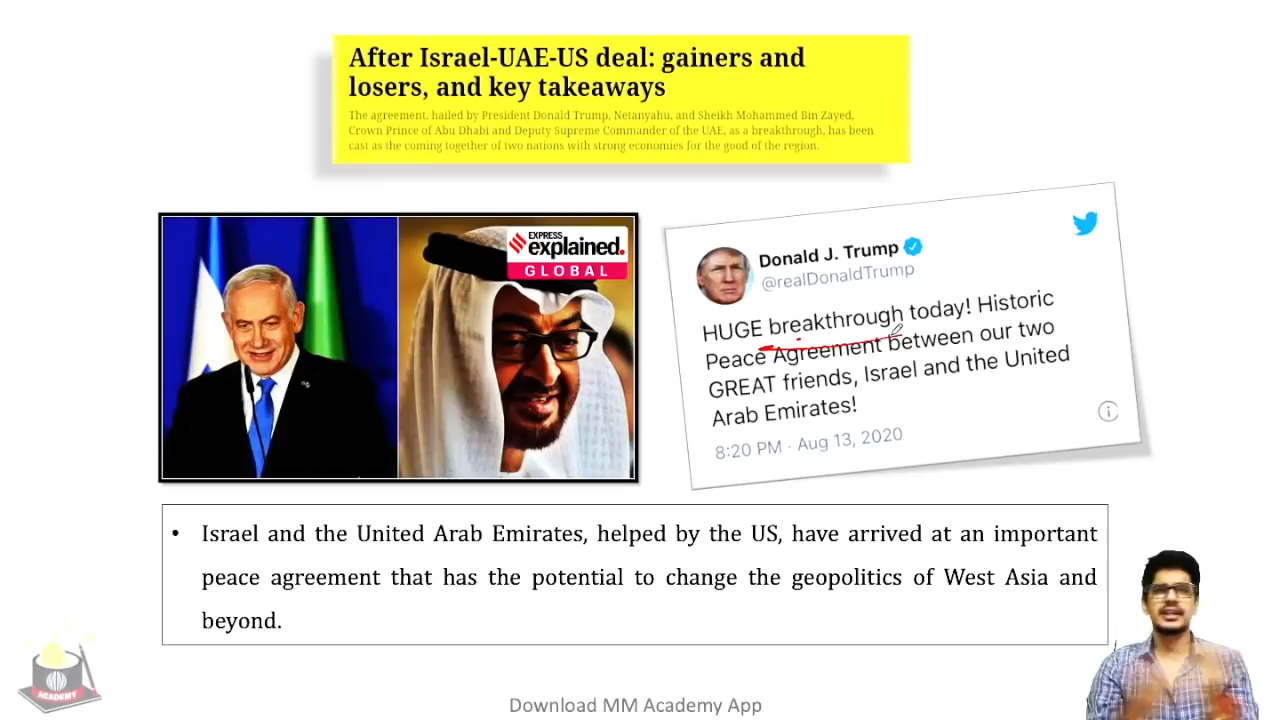 After Israel-UAE-US deal: gainers and
losers, and key takeaways
The agreement, hailed by President Donald Trump, Netanyahu, and Sheikh Mohammed Bin Zayed,
Crown Prince of Abu Dhabi and Deputy Supreme Commander of the UAE, as a breakthrough, has been
cast as the coming together of two nations with strong economies for the good of the region.
EXPRESS
explained.
GLOBAL
Donald J. Trump
@realDonaldTrump
HUGE breakthrough today! Historic
Peace Agreement between our two
GREAT friends, Israel and the United
Arab Emirates!
8:20 PM · Aug 13, 2020
• Israel and the United Arab Emirates, helped by the US, have arrived at an important
peace agreement that has the potential to change the geopolitics of West Asia and
beyond.
ACADEMY
Download MM Academy App